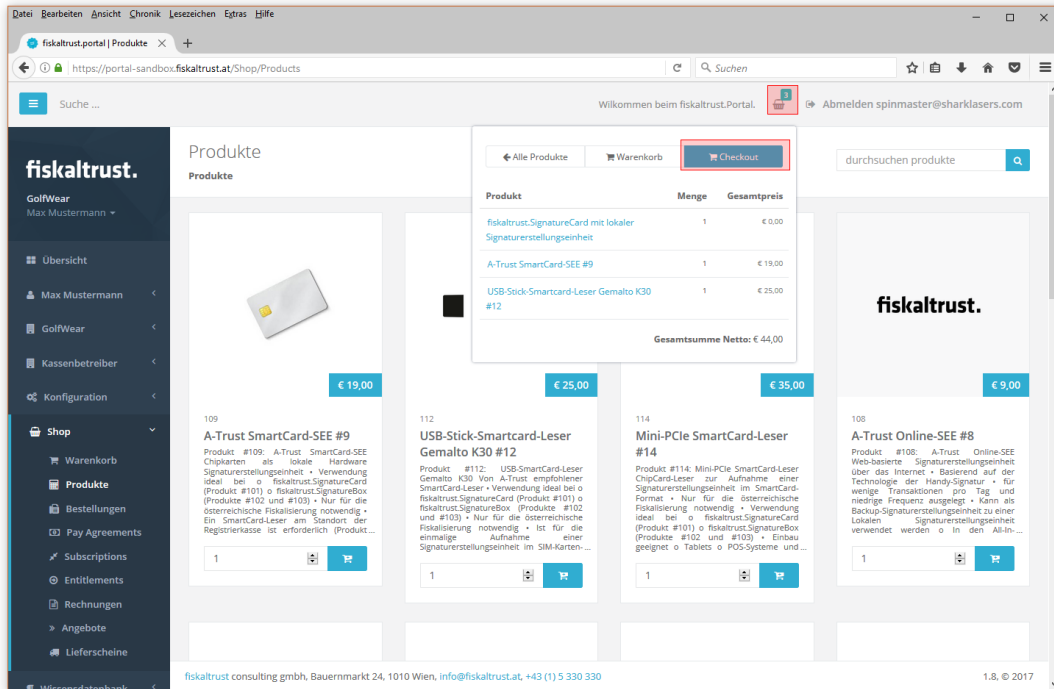 Datei Bearbeiten Ansicht Chronik Lesezeichen Extras Hilfe
fiskaltrust.portal | Produkte
https://portal-sandbox.fiskaltrust.at/Shop/Products
Suchen
Suche ...
Willkommen beim fiskaltrust.Portal.
3
Abmelden spinmaster@sharklasers.com
fiskaltrust.
GolfWear
Max Mustermann
Übersicht
Max Mustermann
GolfWear
Kassenbetreiber
Konfiguration
Shop
Warenkorb
Produkte
Bestellungen
Pay Agreements
Subscriptions
Entitlements
Rechnungen
Angebote
Lieferscheine
Wissensdatenbank
Produkte
Produkte
durchsuchen produkte
Alle Produkte
Warenkorb
Checkout
Produkt Menge Gesamtpreis
fiskaltrust.SignatureCard mit lokaler 1 € 0,00
Signaturerstellungseinheit
A-Trust SmartCard-SEE #9 1 € 19,00
USB-Stick-Smartcard-Leser Gemalto K30 1 € 25,00
#12
Gesamtsumme Netto: € 44,00
€ 19,00
109
A-Trust SmartCard-SEE #9
Produkt #109: A-Trust SmartCard-SEE
Chipkarten als lokale Hardware
Signaturerstellungseinheit • Verwendung
ideal bei o fiskaltrust.SignatureCard
(Produkt #101) o fiskaltrust.SignatureBox
(Produkte #102 und #103) • Nur für die
österreichische Fiskalisierung notwendig •
Ein SmartCard-Leser am Standort der
Registrierkasse ist erforderlich (Produkt ...
1
€ 25,00
112
USB-Stick-Smartcard-Leser
Gemalto K30 #12
Produkt #112: USB-SmartCard-Leser
Gemalto K30 Von A-Trust empfohlener
SmartCard-Leser • Verwendung ideal bei o
fiskaltrust.SignatureCard (Produkt #101) o
fiskaltrust.SignatureBox (Produkte #102
und #103) • Nur für die österreichische
Fiskalisierung notwendig • Ist für die
einmalige Aufnahme einer
Signaturerstellungseinheit im SIM-Karten-...
1
€ 35,00
114
Mini-PCIe SmartCard-Leser
#14
Produkt #114: Mini-PCIe SmartCard-Leser
ChipCard-Leser zur Aufnahme einer
Signaturerstellungseinheit im SmartCard-
Format • Nur für die österreichische
Fiskalisierung notwendig • Verwendung
ideal bei o fiskaltrust.SignatureCard
(Produkt #101) o fiskaltrust.SignatureBox
(Produkte #102 und #103) • Einbau
geeignet o Tablets o POS-Systeme und ...
1
fiskaltrust.
€ 9,00
108
A-Trust Online-SEE #8
Produkt #108: A-Trust Online-SEE
Web-basierte Signaturerstellungseinheit
über das Internet • Basierend auf der
Technologie der Handy-Signatur • für
wenige Transaktionen pro Tag und
niedrige Frequenz ausgelegt • Kann als
Backup-Signaturerstellungseinheit zu einer
Lokalen Signaturerstellungseinheit
verwendet werden o In den All-In-...
1
fiskaltrust consulting gmbh, Bauernmarkt 24, 1010 Wien, info@fiskaltrust.at, +43 (1) 5 330 330
1.8, © 2017